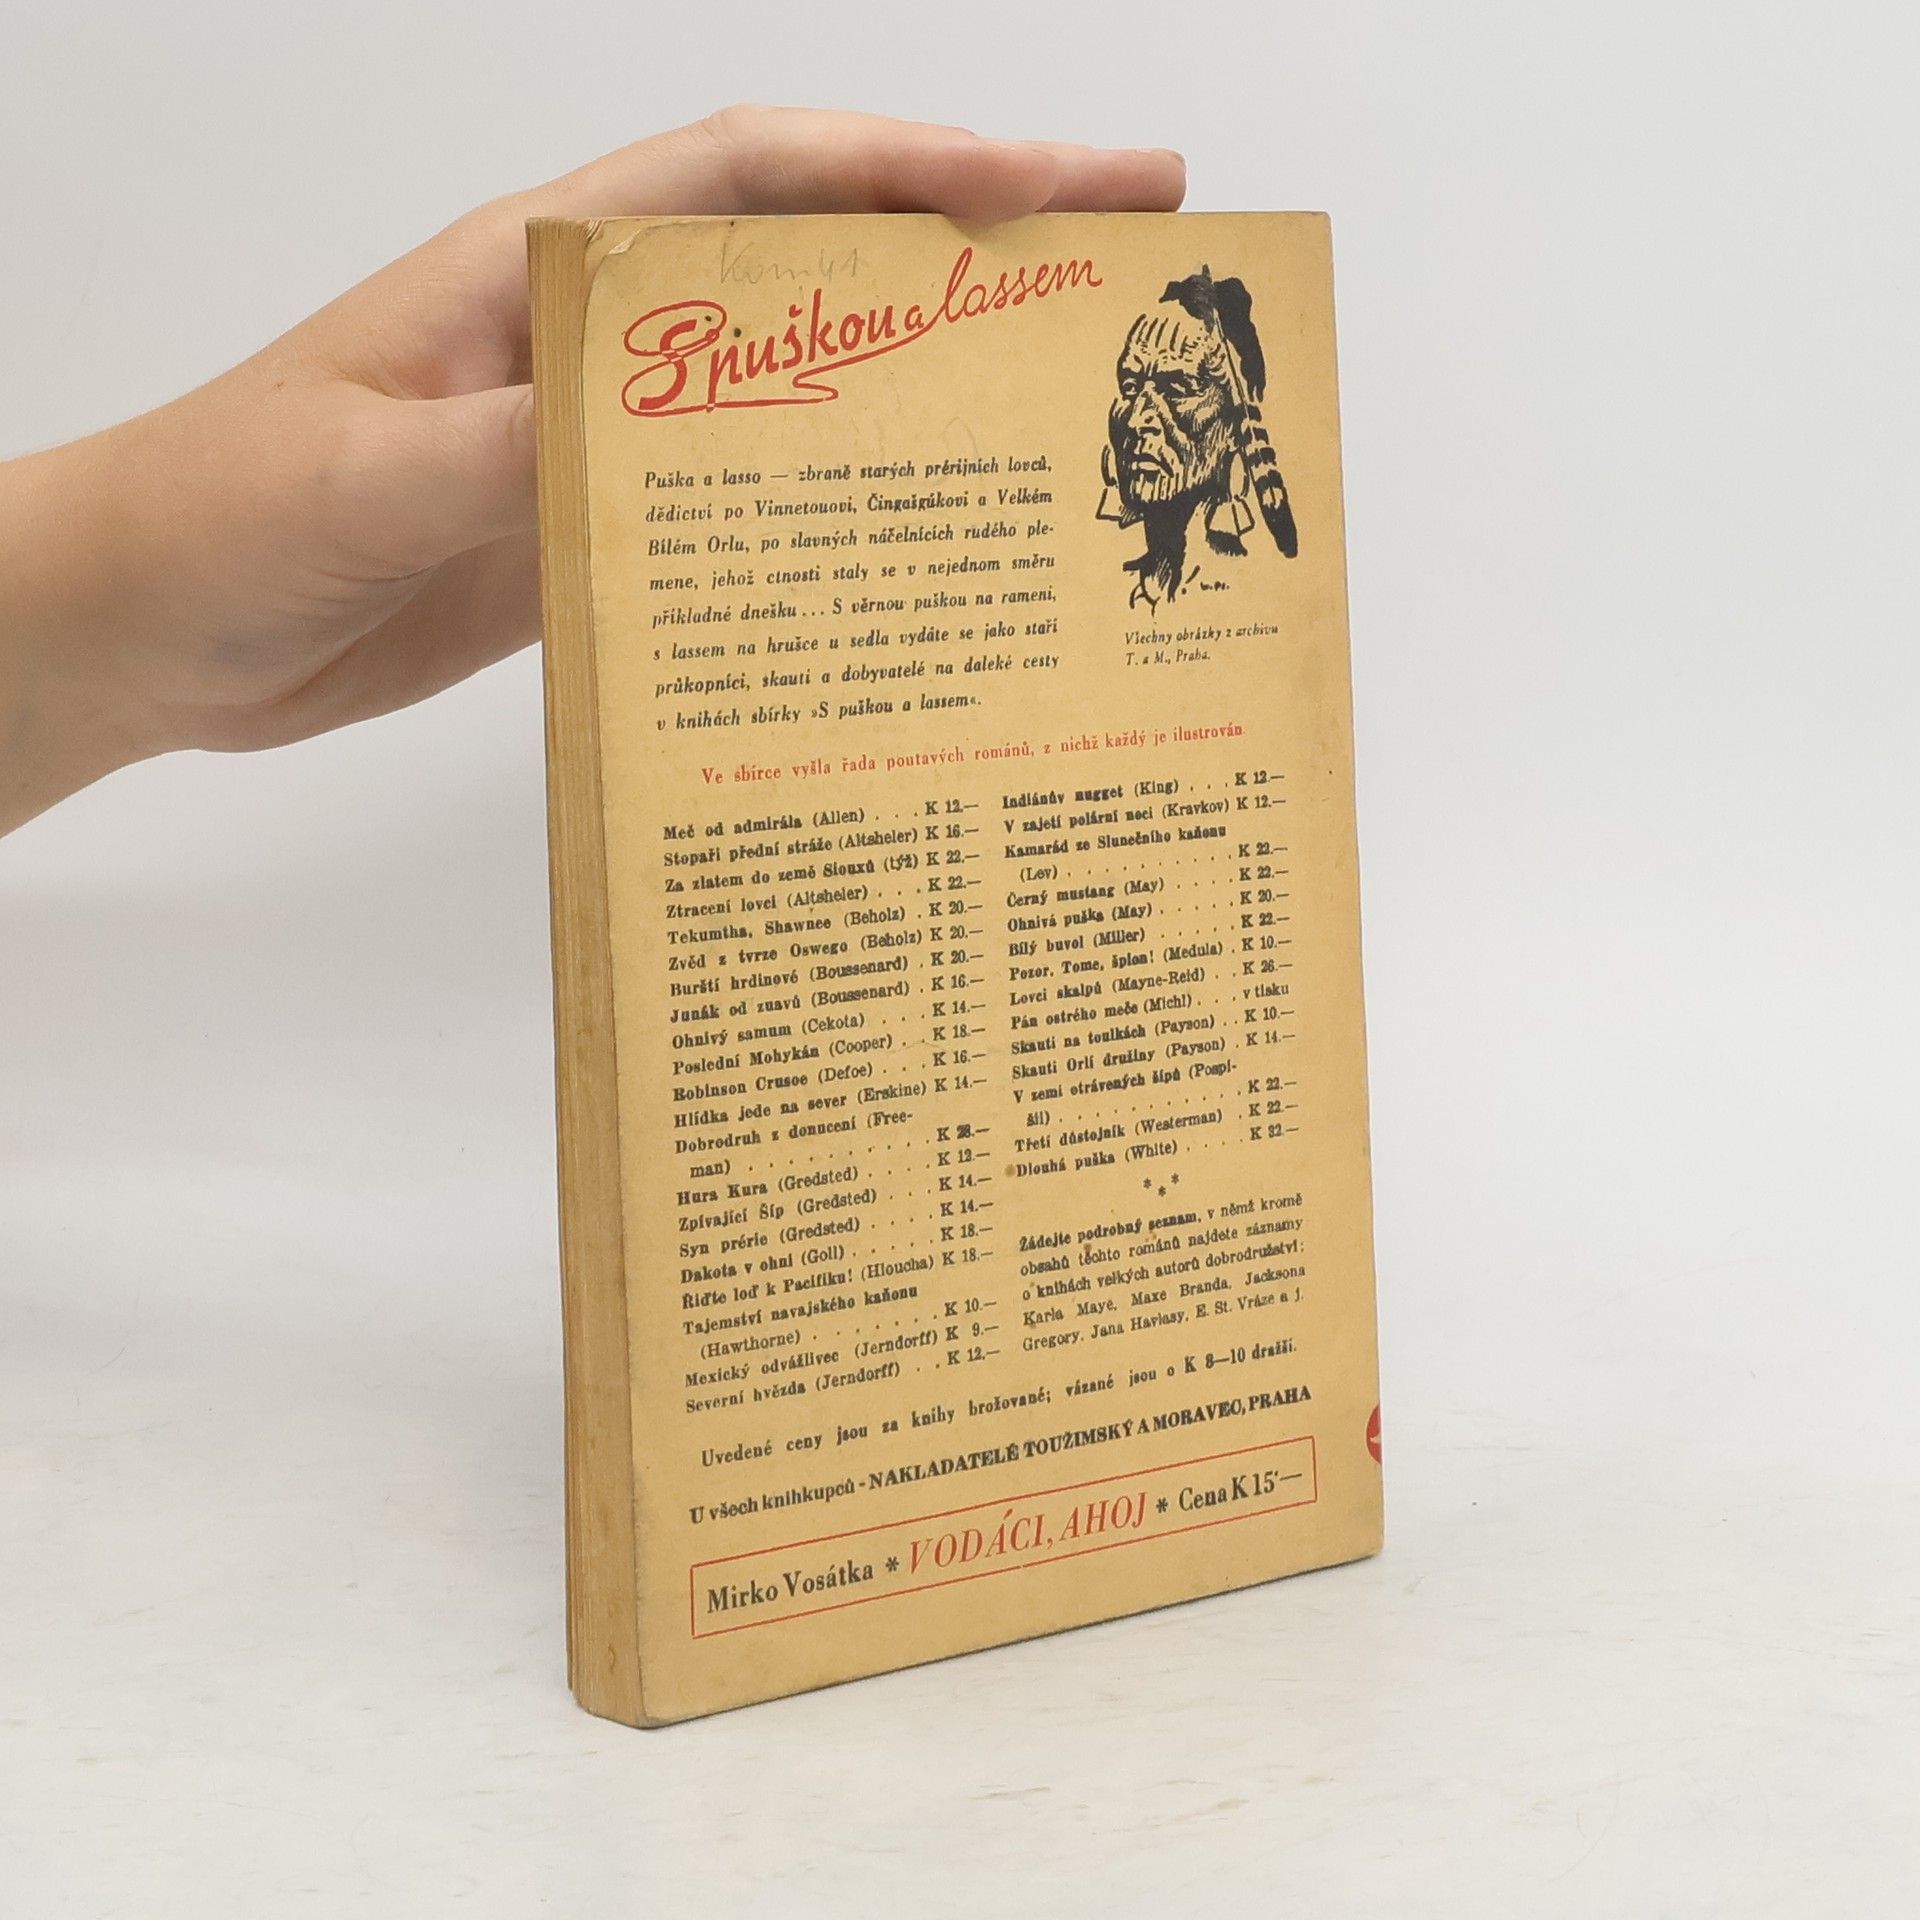 S puškou a lassem
Puška a lasso — zbraně starých prérijních lovců,
dědictví po Vinnetouovi, Čingašgúkovi a Velkém
Bílém Orlu, po slavných náčelnících rudého ple-
mene, jehož ctnosti staly se v nejednom směru
příkladné dnešku... S věrnou puškou na rameni,
s lassem na hrušce u sedla vydáte se jako staří
průkopníci, skauti a dobyvatelé na daleké cesty
v knihách sbírky »S puškou a lassem«.
Všechny obrázky z archivu
T. a M., Praha.
Ve sbírce vyšla řada poutavých románů, z nichž každý je ilustrován
Meč od admirála (Allen) . . . K 12.—
Stopaři přední stráže (Altsheler) K 16.—
Za zlatem do země Siouxů (týž) K 22.—
Ztracení lovci (Altsheler) . . . K 22.—
Tekumtha, Shawnee (Beholz) . K 20.—
Zvěd z tvrze Oswego (Beholz) K 20.—
Burští hrdinové (Boussenard) . K 20.—
Junák od zuavů (Boussenard) . K 16.—
Ohnivý samum (Cekota) . . . K 14.—
Poslední Mohykán (Cooper) . . K 18.—
Robinson Crusoe (Defoe) . . . K 16.—
Hlídka jede na sever (Erskine) K 14.—
Dobrodruh z donucení (Free-
man) . . . . . . . . . . K 28.—
Hura Kura (Gredsted) . . . . K 12.—
Zpívající Šíp (Gredsted) . . . K 14.—
Syn prérie (Gredsted) . . . . K 14.—
Dakota v ohni (Goll) . . . . . K 18.—
Řiďte loď k Pacifiku! (Hloucha) K 18.—
Tajemství navajského kaňonu
(Hawthorne) . . . . . . . K 10.—
Mexický odvážlivec (Jerndorff) K 9.—
Severní hvězda (Jerndorff) . . K 12.—
Indiánův nugget (King) . . . K 12.—
V zajetí polární noci (Kravkov) K 12.—
Kamarád ze Slunečního kaňonu
(Lev) . . . . . . . . . . K 22.—
Černý mustang (May) . . . . K 22.—
Ohnivá puška (May) . . . . . K 20.—
Bílý buvol (Miller) . . . . . K 22.—
Pozor, Tome, šplon! (Medula) . K 10.—
Lovci skalpů (Mayne-Reid) . . K 26.—
Pán ostrého meče (Michl) . . . v tisku
Skauti na toulkách (Payson) . . K 10.—
Skauti Orlí družiny (Payson) . K 14.—
V zemi otrávených šípů (Pospí-
šil) . . . . . . . . . . . K 22.—
Třetí důstojník (Westerman) . K 22.—
Dlouhá puška (White) . . . . K 32.—
* * *
Žádejte podrobný seznam, v němž kromě
obsahů těchto románů najdete záznamy
o knihách velkých autorů dobrodružství:
Karla Maye, Maxe Branda, Jacksona
Gregory, Jana Havlasy, E. St. Vráze a j.
Uvedené ceny jsou za knihy brožované; vázané jsou o K 8—10 dražší.
U všech knihkupců - NAKLADATELÉ TOUŽIMSKÝ A MORAVEC, PRAHA
Mirko Vosátka * VODÁCI, AHOJ * Cena K 15·—